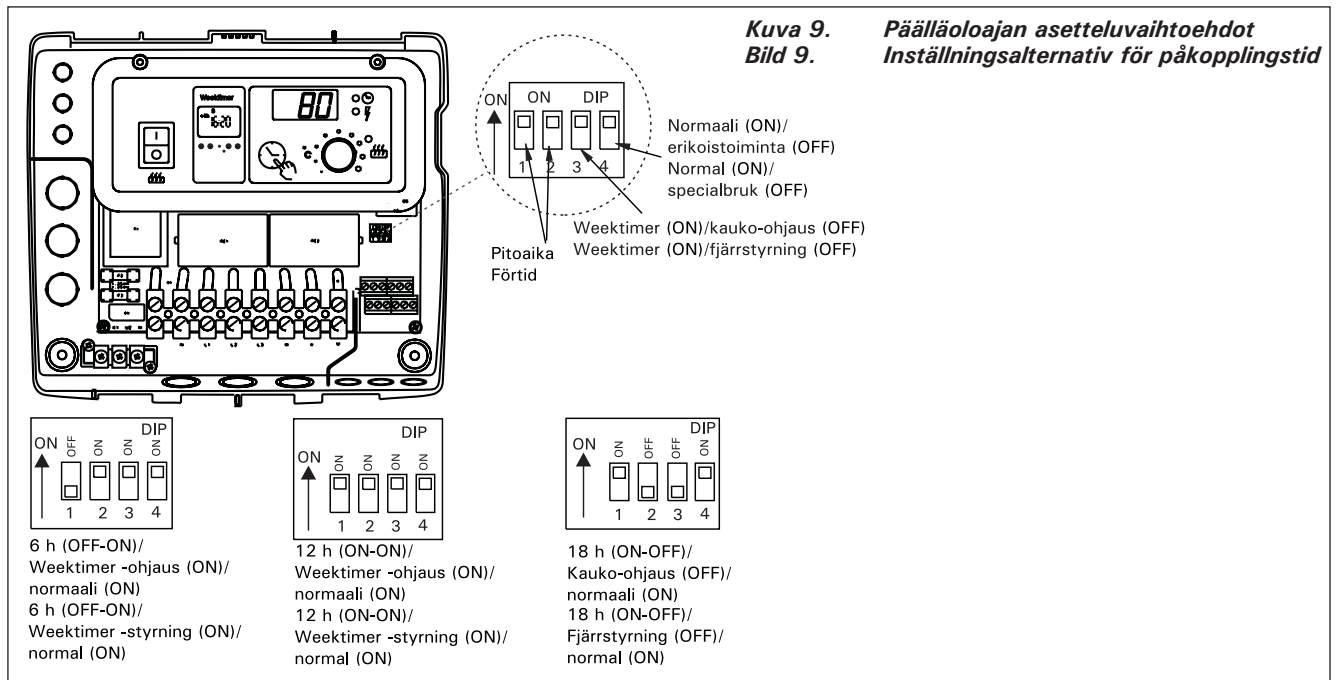 Kuva 9. Päälläoloajan asetteluvaihtoehdot
Bild 9. Inställningsalternativ för påkopplingstid
Weektimer
16:20
80
I
O
°C
ON
ON DIP
1 2 3 4
Normaali (ON)/
erikoistoiminta (OFF)
Normal (ON)/
specialbruk (OFF)
Weektimer (ON)/kauko-ohjaus (OFF)
Weektimer (ON)/fjärrstyrning (OFF)
Pitoaika
Förtid
DIP
ON
OFF ON ON ON
1 2 3 4
6 h (OFF-ON)/
Weektimer -ohjaus (ON)/
normaali (ON)
6 h (OFF-ON)/
Weektimer -styrning (ON)/
normal (ON)
DIP
ON
ON ON ON ON
1 2 3 4
12 h (ON-ON)/
Weektimer -ohjaus (ON)/
normaali (ON)
12 h (ON-ON)/
Weektimer -styrning (ON)/
normal (ON)
DIP
ON
ON OFF OFF ON
1 2 3 4
18 h (ON-OFF)/
Kauko-ohjaus (OFF)/
normaali (ON)
18 h (ON-OFF)/
Fjärrstyrning (OFF)/
normal (ON)